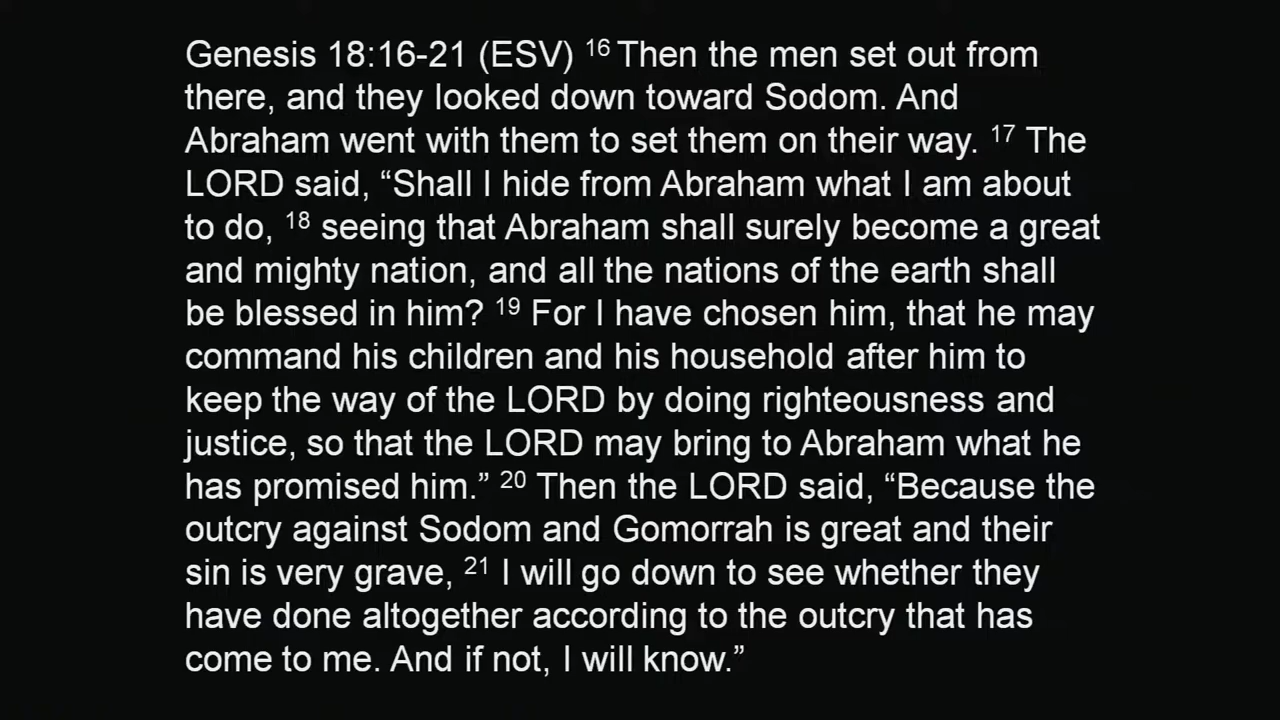 Genesis 18:16-21 (ESV) 16 Then the men set out from
there, and they looked down toward Sodom. And
Abraham went with them to set them on their way. 17 The
LORD said, “Shall I hide from Abraham what I am about
to do, 18 seeing that Abraham shall surely become a great
and mighty nation, and all the nations of the earth shall
be blessed in him? 19 For I have chosen him, that he may
command his children and his household after him to
keep the way of the LORD by doing righteousness and
justice, so that the LORD may bring to Abraham what he
has promised him.” 20 Then the LORD said, “Because the
outcry against Sodom and Gomorrah is great and their
sin is very grave, 21 I will go down to see whether they
have done altogether according to the outcry that has
come to me. And if not, I will know.”